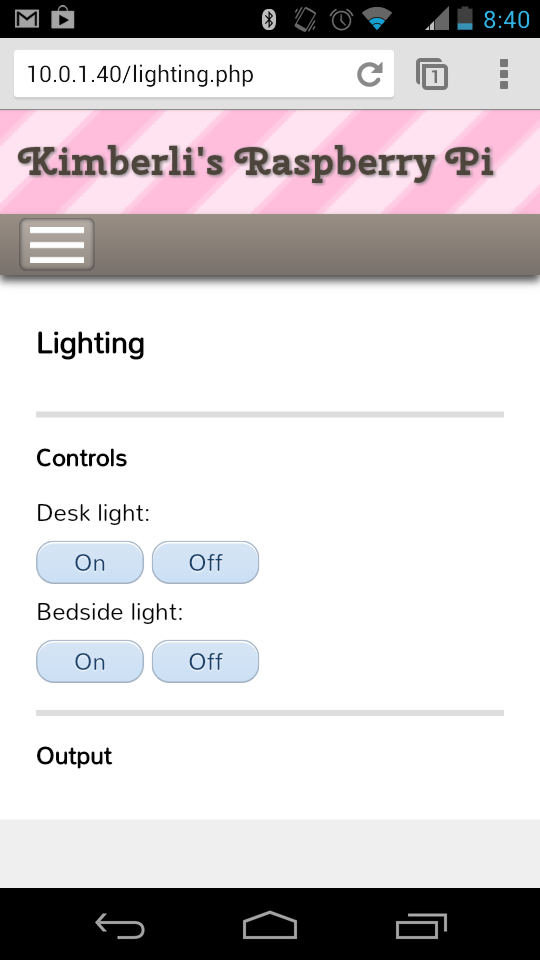 8:40
10.0.1.40/lighting.php
1
Kimberli's Raspberry Pi
Lighting
Controls
Desk light:
On Off
Bedside light:
On Off
Output